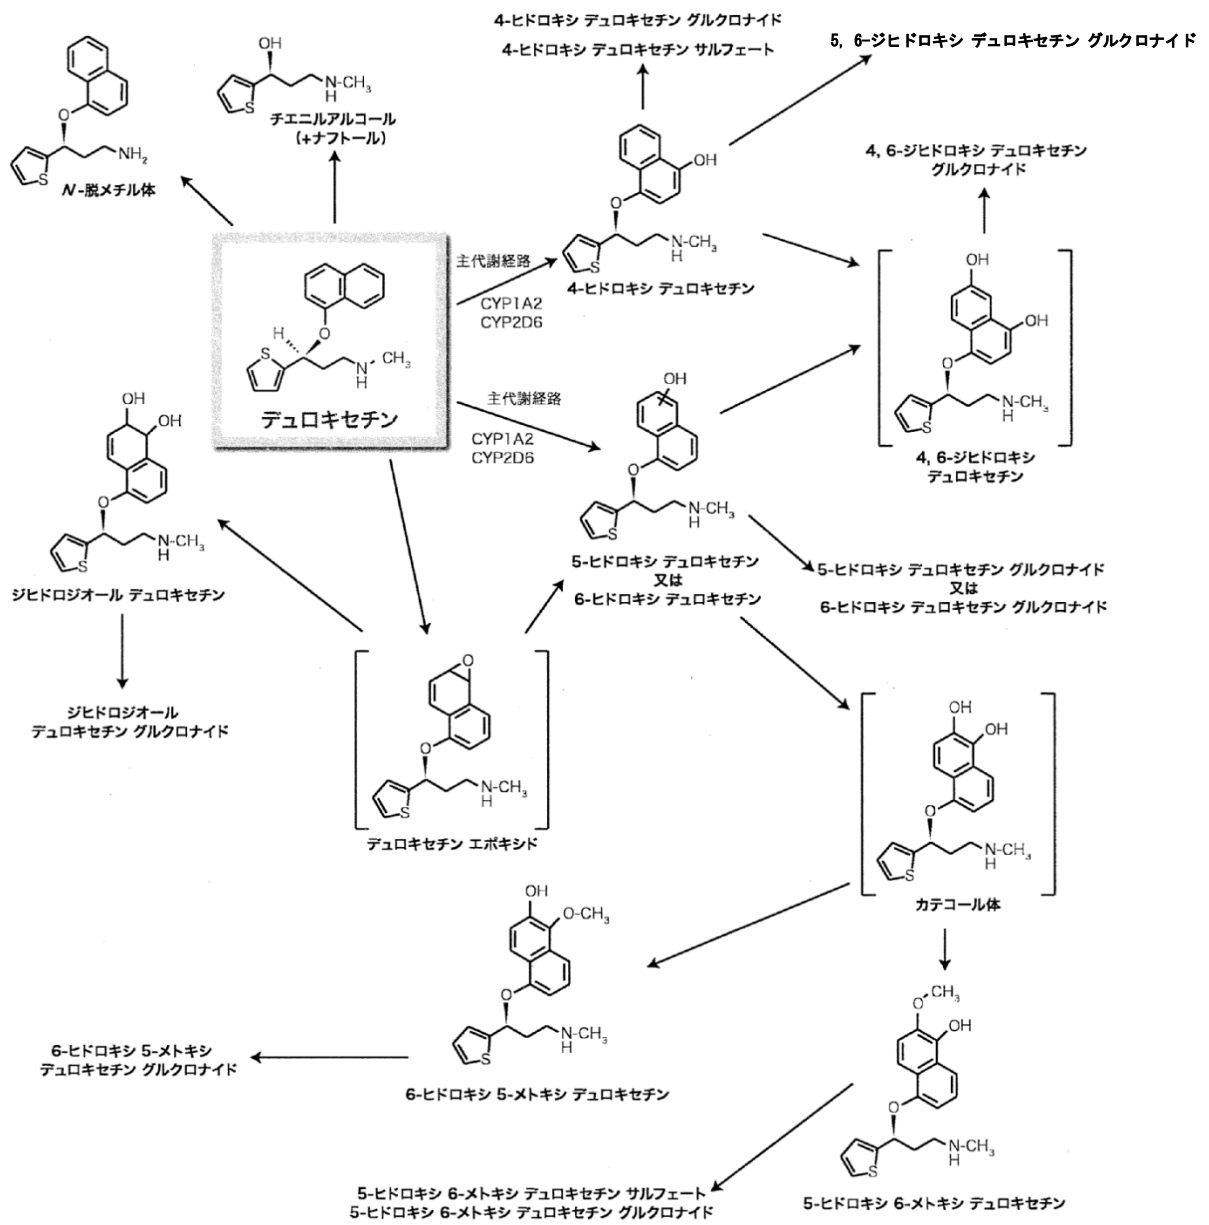 4-ヒドロキシ デュロキセチン グルクロナイド
4-ヒドロキシ デュロキセチン サルフェート
5, 6-ジヒドロキシ デュロキセチン グルクロナイド
O
S
NH2
N-脱メチル体
OH
S
N-CH3
H
チエニルアルコール
(+ナフトール)
OH
O
S
N-CH3
H
4-ヒドロキシ デュロキセチン
4, 6-ジヒドロキシ デュロキセチン
グルクロナイド
主代謝経路
CYP1A2
CYP2D6
H
O
S
N
H
CH3
デュロキセチン
主代謝経路
CYP1A2
CYP2D6
OH
OH
O
S
N-CH3
H
4, 6-ジヒドロキシ
デュロキセチン
OH
O
S
N-CH3
H
5-ヒドロキシ デュロキセチン
又は
6-ヒドロキシ デュロキセチン
OH
OH
O
S
N-CH3
H
ジヒドロジオール デュロキセチン
5-ヒドロキシ デュロキセチン グルクロナイド
又は
6-ヒドロキシ デュロキセチン グルクロナイド
ジヒドロジオール
デュロキセチン グルクロナイド
O
O
S
N-CH3
H
デュロキセチン エポキシド
OH
OH
O
S
N-CH3
H
カテコール体
OH
O-CH3
O
S
N-CH3
H
6-ヒドロキシ 5-メトキシ デュロキセチン
6-ヒドロキシ 5-メトキシ
デュロキセチン グルクロナイド
CH3
O
OH
O
S
N-CH3
H
5-ヒドロキシ 6-メトキシ デュロキセチン
5-ヒドロキシ 6-メトキシ デュロキセチン サルフェート
5-ヒドロキシ 6-メトキシ デュロキセチン グルクロナイド